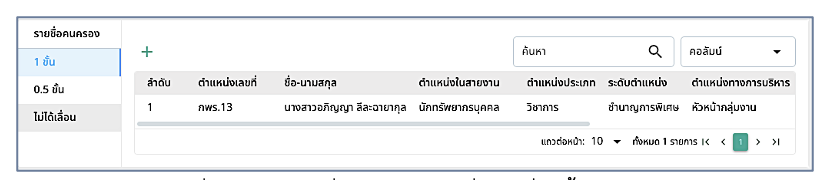 รายชื่อคนครอง
1 ขั้น
0.5 ขั้น
ไม่ได้เลื่อน
+
ค้นหา
คอลัมน์
ลำดับ ตำแหน่งเลขที่ ชื่อ-นามสกุล ตำแหน่งในสายงาน ตำแหน่งประเภท ระดับตำแหน่ง ตำแหน่งทางการบริหาร
1 กพร.13 นางสาวอภิญญา ลีละฉายากุล นักทรัพยากรบุคคล วิชาการ ชำนาญการพิเศษ หัวหน้ากลุ่มงาน
แถวต่อหน้า: 10 ทั้งหมด 1 รายการ |< < 1 > >|